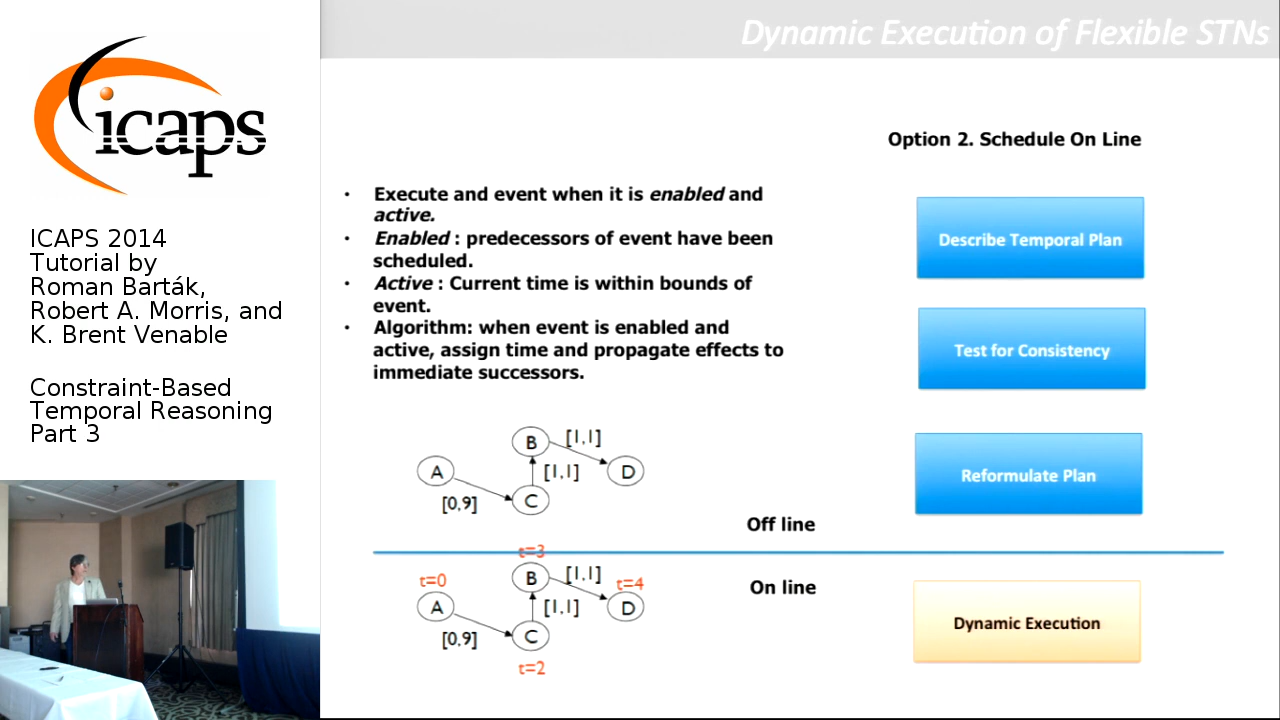 Dynamic Execution of Flexible STNs
icaps
ICAPS 2014
Tutorial by
Roman Barták,
Robert A. Morris, and
K. Brent Venable
Constraint-Based
Temporal Reasoning
Part 3
Option 2. Schedule On Line
• Execute and event when it is enabled and
active.
• Enabled : predecessors of event have been
scheduled.
• Active : Current time is within bounds of
event.
• Algorithm: when event is enabled and
active, assign time and propagate effects to
immediate successors.
Describe Temporal Plan
Test for Consistency
Reformulate Plan
B [1,1]
A [1,1] D
[0,9] C
Off line
t=3
t=0 B [1,1] t=4
A [1,1] D
[0,9] C
t=2
On line
Dynamic Execution